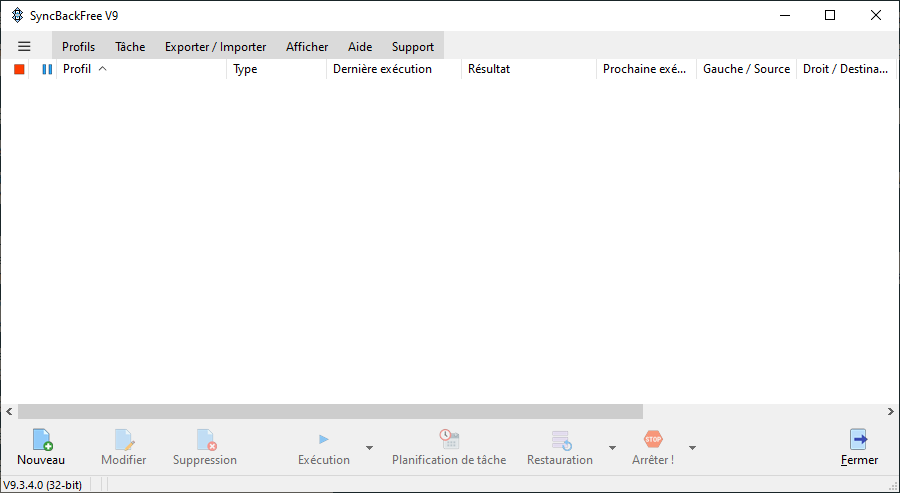 SyncBackFree V9
Profils Tâche Exporter / Importer Afficher Aide Support
Profil Type Dernière exécution Résultat Prochaine exé... Gauche / Source Droit / Destina...
Nouveau Modifier Suppression Exécution Planification de tâche Restauration STOP Arrêter ! Fermer
V9.3.4.0 (32-bit)